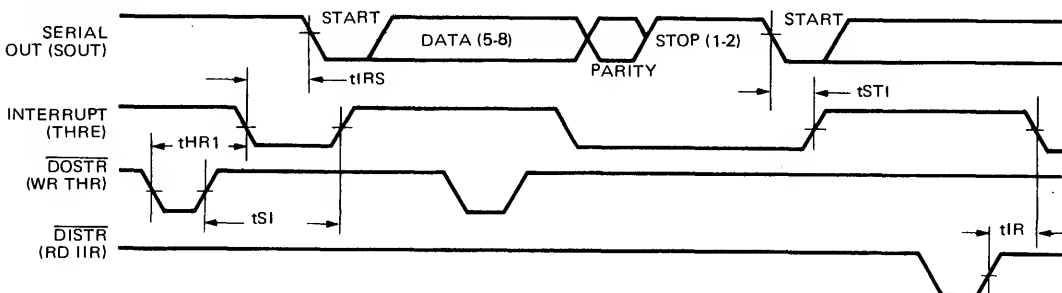 SERIAL
OUT (SOUT)
START
DATA (5-8)
PARITY
STOP (1-2)
START
tIRS
tSTI
INTERRUPT
(THRE)
tHR1
DOSTR
(WR THR)
tSI
DISTR
(RD IIR)
tIR